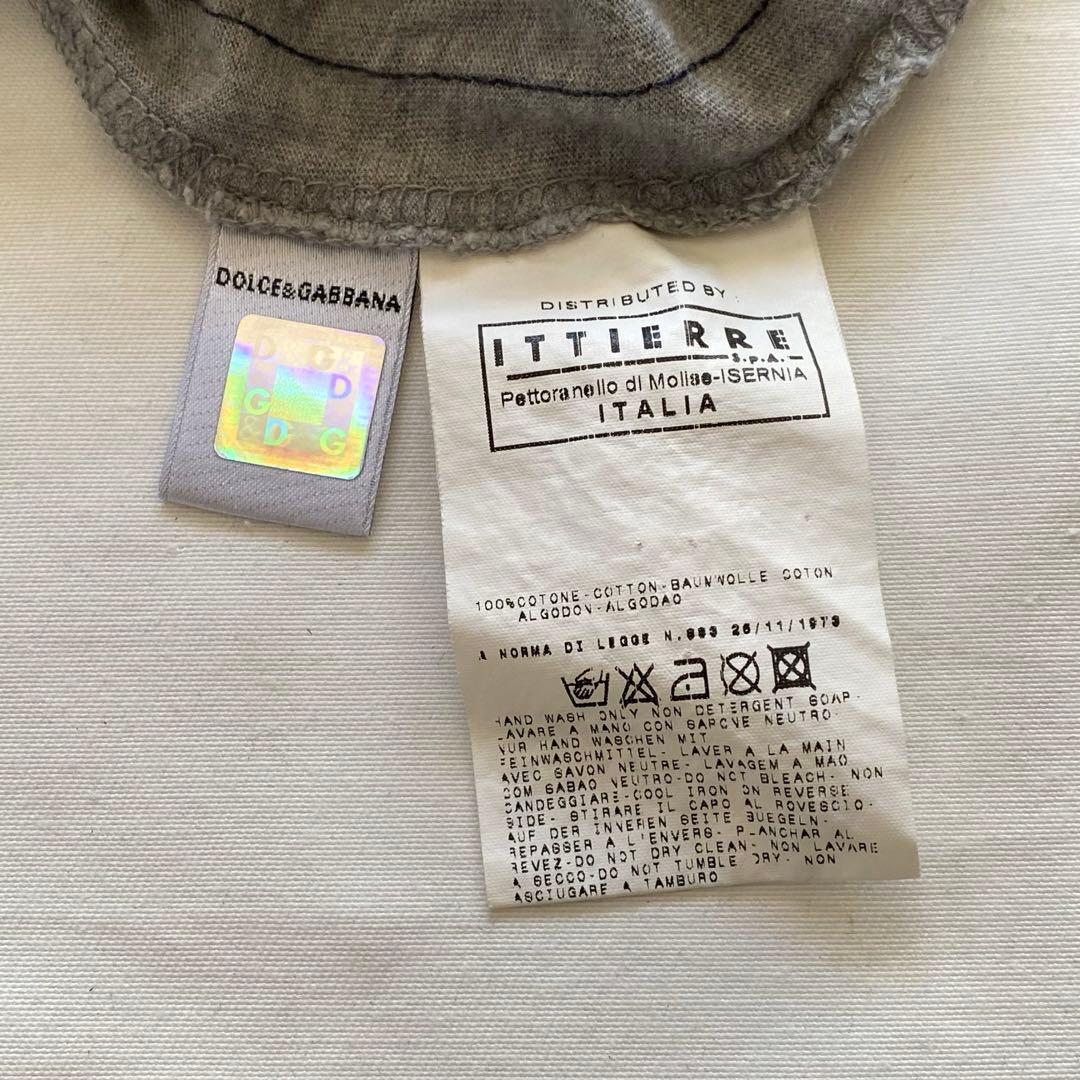 DOLCE&GABBANA
D&G
D
G
&D G
DISTRIBUTED BY:
ITTIERRE
S.p.A.
Pettoranello di Molise-ISERNIA
ITALIA
100%COTONE-COTTON-BAUMWOLLE COTON
ALGODON-ALGODAO
A NORMA DI LEGGE N.883 26/11/1973
HAND WASH ONLY NON DETERGENT SOAP-
LAVARE A MANO CON SAPONE NEUTRO
NUR HAND WASCHEN MIT
FEINWASCHMITTEL- LAVER A LA MAIN
AVEC SAVON NEUTRE- LAVAGEM A MAO
COM SABAO NEUTRO-DO NOT BLEACH- NON
CANDEGGIARE-COOL IRON ON REVERSE
SIDE- STIRARE IL CAPO AL ROVESCIO-
AUF DER INNEREN SEITE BUEGELN-
REPASSER A L'ENVERS- PLANCHAR AL
REVEZ-DO NOT DRY CLEAN- NON LAVARE
A SECCO-DO NOT TUMBLE DRY- NON
ASCIUGARE A TAMBURO